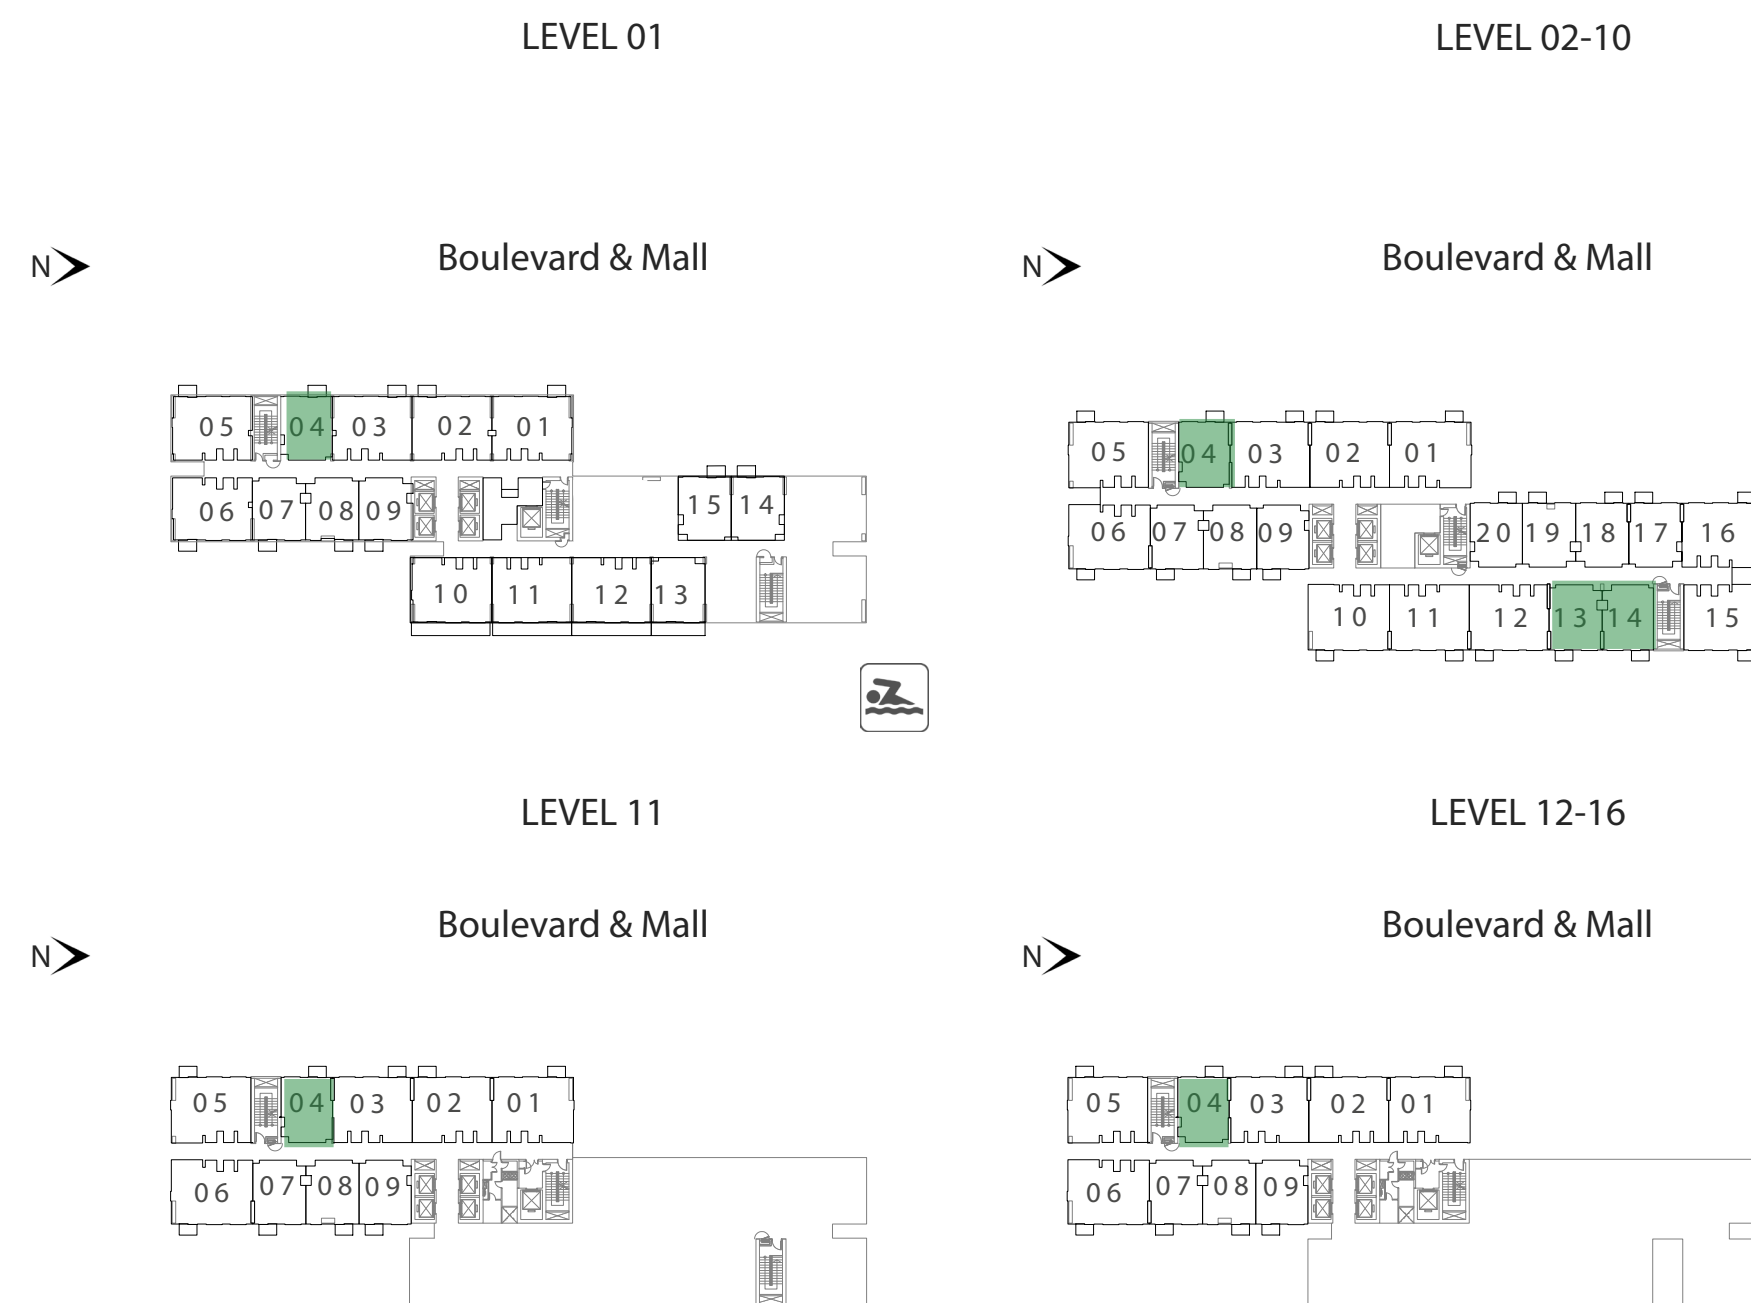 LEVEL 01
LEVEL 02-10
Boulevard & Mall
Boulevard & Mall
N
N
05 04 03 02 01
06 07 08 09
15 14
10 11 12 13
05 04 03 02 01
06 07 08 09
20 19 18 17 16
10 11 12 13 14 15
LEVEL 11
LEVEL 12-16
Boulevard & Mall
Boulevard & Mall
N
N
05 04 03 02 01
06 07 08 09
05 04 03 02 01
06 07 08 09